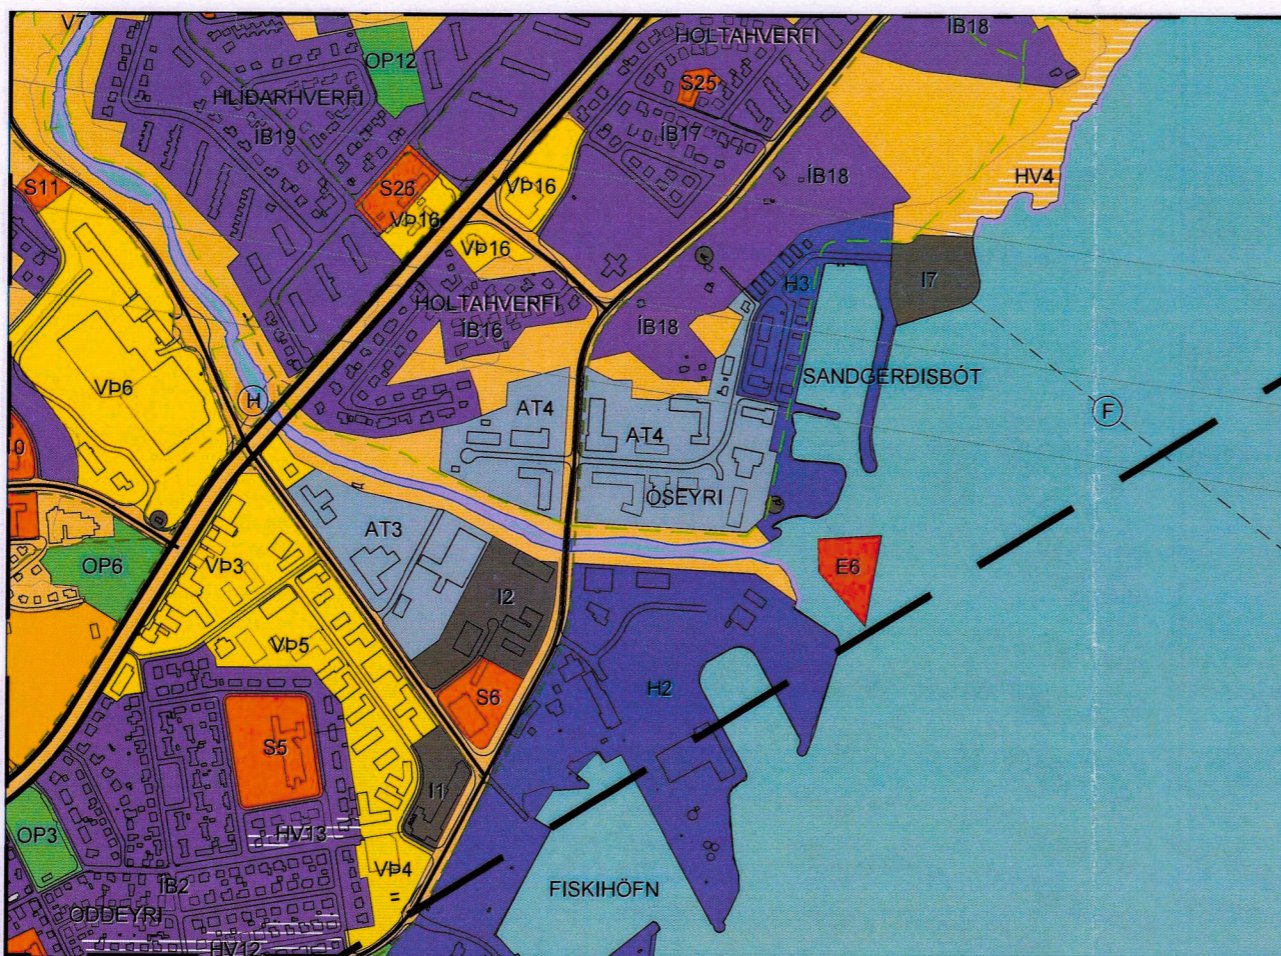 V7
OP12
HOLTAHVERFI
ÍB18
HLÍÐARHVERFI
S25
ÍB19
ÍB17
S11
S26
VÞ16
VÞ16
ÍB18
HV4
VÞ16
A
H3
I7
HOLTAHVERFI
ÍB16
ÍB18
SANDGERÐISBÓT
VÞ6
H
AT4
AT4
F
ÓSEYRI
AT3
OP6
VÞ3
I2
E6
VÞ5
S6
H2
S5
I1
OP3
HV13
VÞ4
ÍB2
ODDEYRI
FISKIHÖFN
HV12